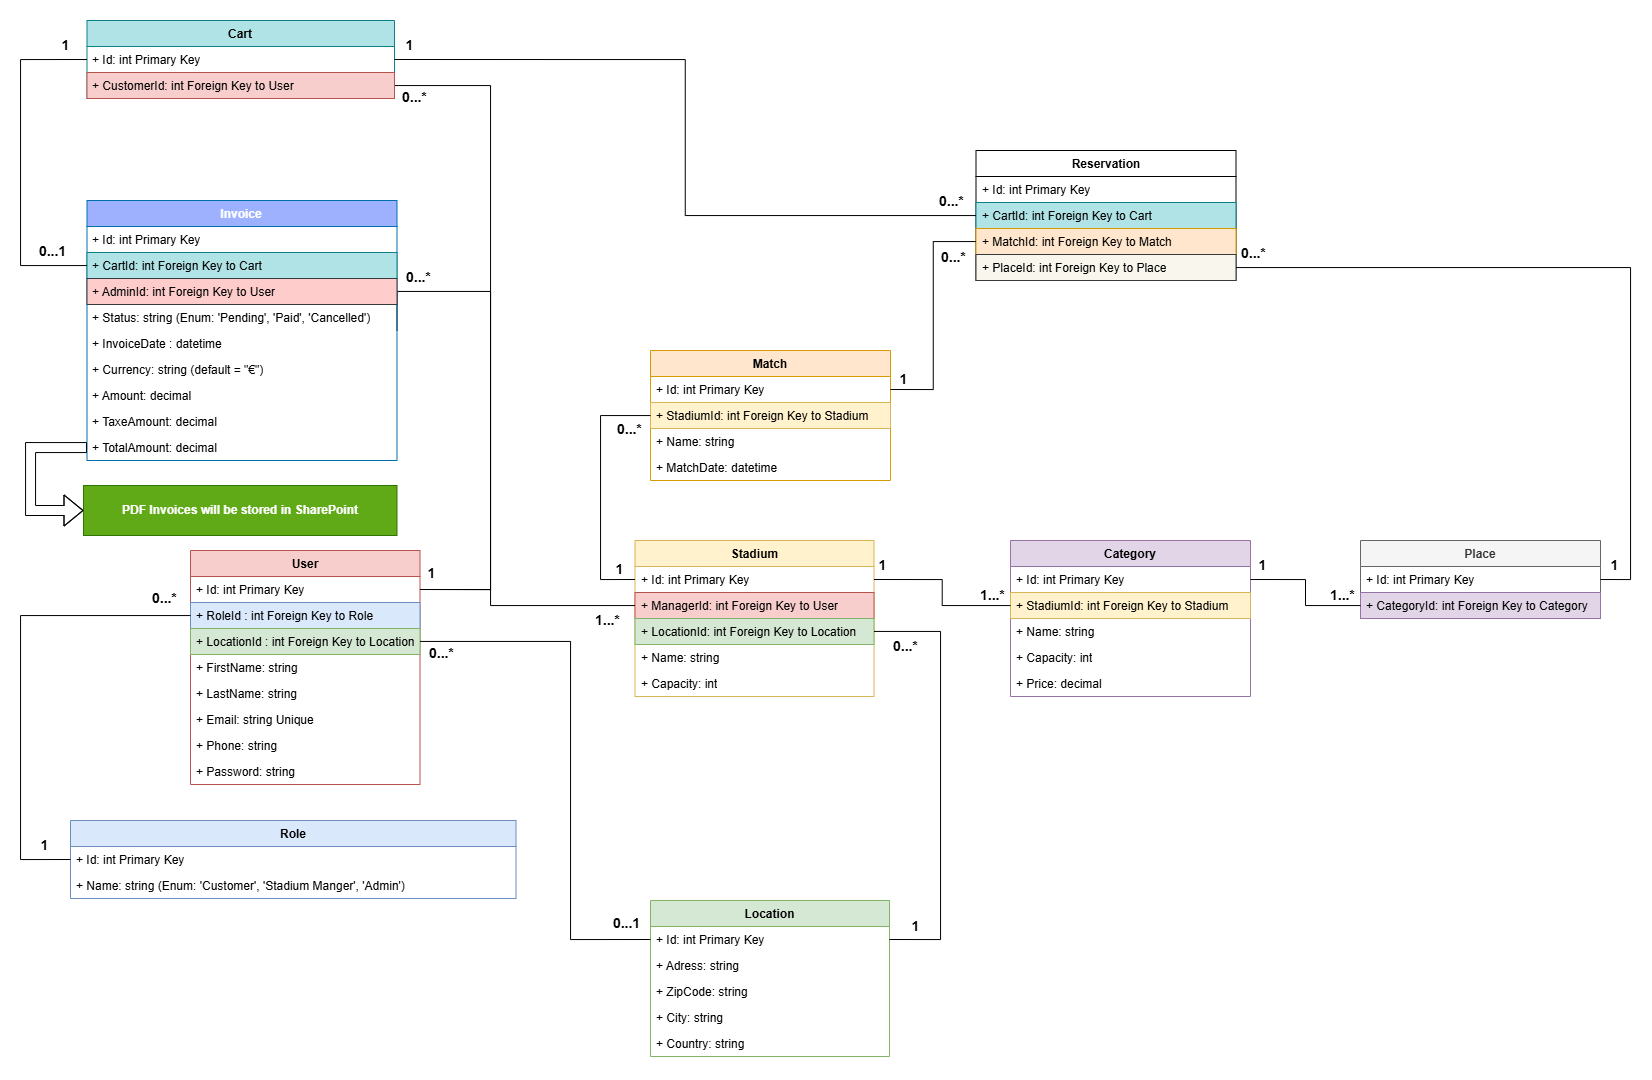 Cart
+ Id: int Primary Key
+ CustomerId: int Foreign Key to User
1
1
0...*
Reservation
+ Id: int Primary Key
+ CartId: int Foreign Key to Cart
+ MatchId: int Foreign Key to Match
+ PlaceId: int Foreign Key to Place
0...*
0...*
0...*
Invoice
+ Id: int Primary Key
+ CartId: int Foreign Key to Cart
+ AdminId: int Foreign Key to User
+ Status: string (Enum: 'Pending', 'Paid', 'Cancelled')
+ InvoiceDate : datetime
+ Currency: string (default = "€")
+ Amount: decimal
+ TaxeAmount: decimal
+ TotalAmount: decimal
0...1
0...*
PDF Invoices will be stored in SharePoint
Match
+ Id: int Primary Key
+ StadiumId: int Foreign Key to Stadium
+ Name: string
+ MatchDate: datetime
1
0...*
User
+ Id: int Primary Key
+ RoleId : int Foreign Key to Role
+ LocationId : int Foreign Key to Location
+ FirstName: string
+ LastName: string
+ Email: string Unique
+ Phone: string
+ Password: string
1
0...*
0...*
Stadium
+ Id: int Primary Key
+ ManagerId: int Foreign Key to User
+ LocationId: int Foreign Key to Location
+ Name: string
+ Capacity: int
1
1
1...*
0...*
Category
+ Id: int Primary Key
+ StadiumId: int Foreign Key to Stadium
+ Name: string
+ Capacity: int
+ Price: decimal
1...*
1
Place
+ Id: int Primary Key
+ CategoryId: int Foreign Key to Category
1...*
1
Role
+ Id: int Primary Key
+ Name: string (Enum: 'Customer', 'Stadium Manger', 'Admin')
1
Location
+ Id: int Primary Key
+ Adress: string
+ ZipCode: string
+ City: string
+ Country: string
0...1
1